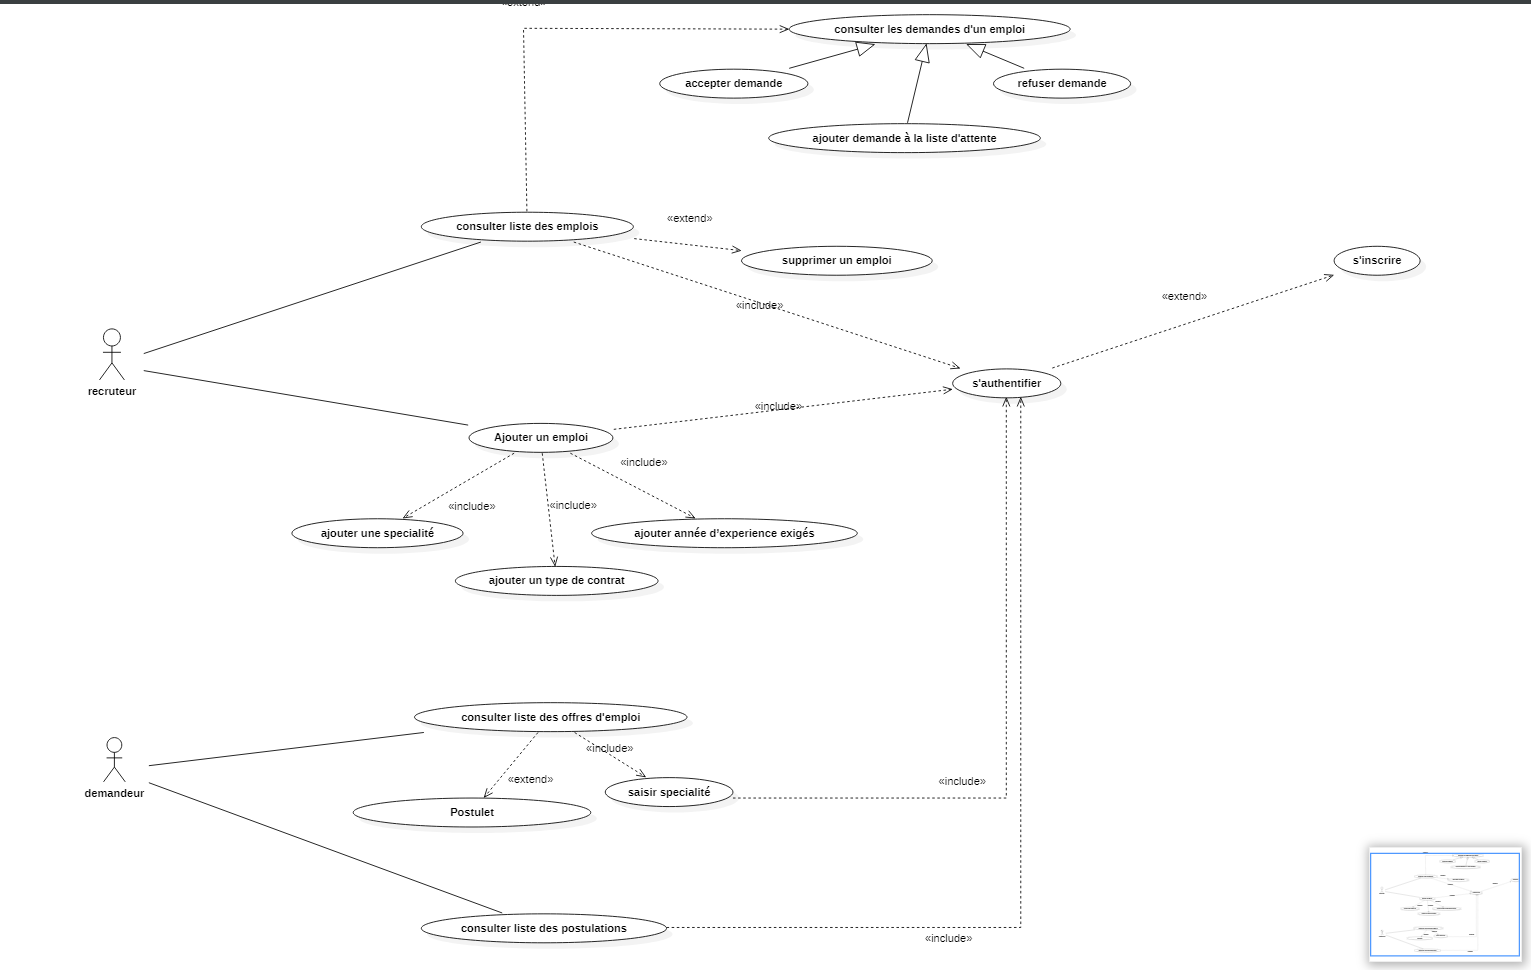 «extend»
consulter les demandes d'un emploi
accepter demande
refuser demande
ajouter demande à la liste d'attente
consulter liste des emplois
«extend»
supprimer un emploi
s'inscrire
«extend»
«include»
recruteur
s'authentifier
«include»
Ajouter un emploi
«include»
«include»
«include»
ajouter une specialité
ajouter année d'experience exigés
ajouter un type de contrat
consulter liste des offres d'emploi
«include»
«extend»
demandeur
saisir specialité
«include»
Postulet
consulter liste des postulations
«include»